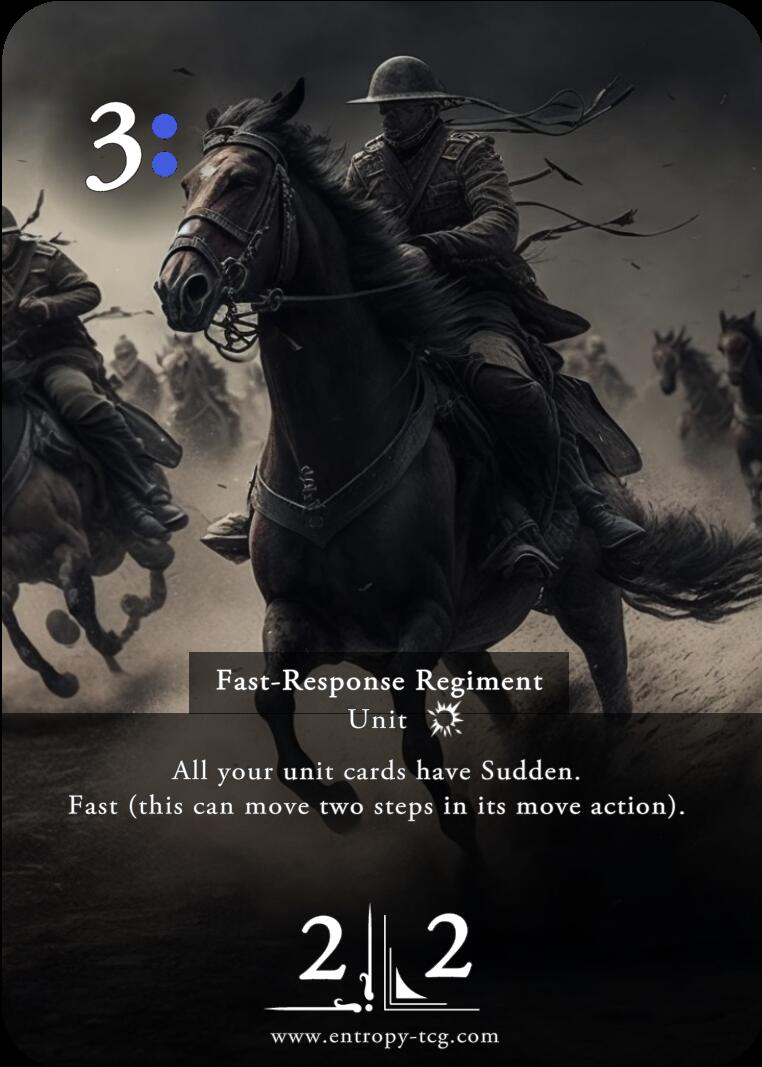 3:
Fast-Response Regiment
Unit
All your unit cards have Sudden.
Fast (this can move two steps in its move action).
2 2
www.entropy-tcg.com